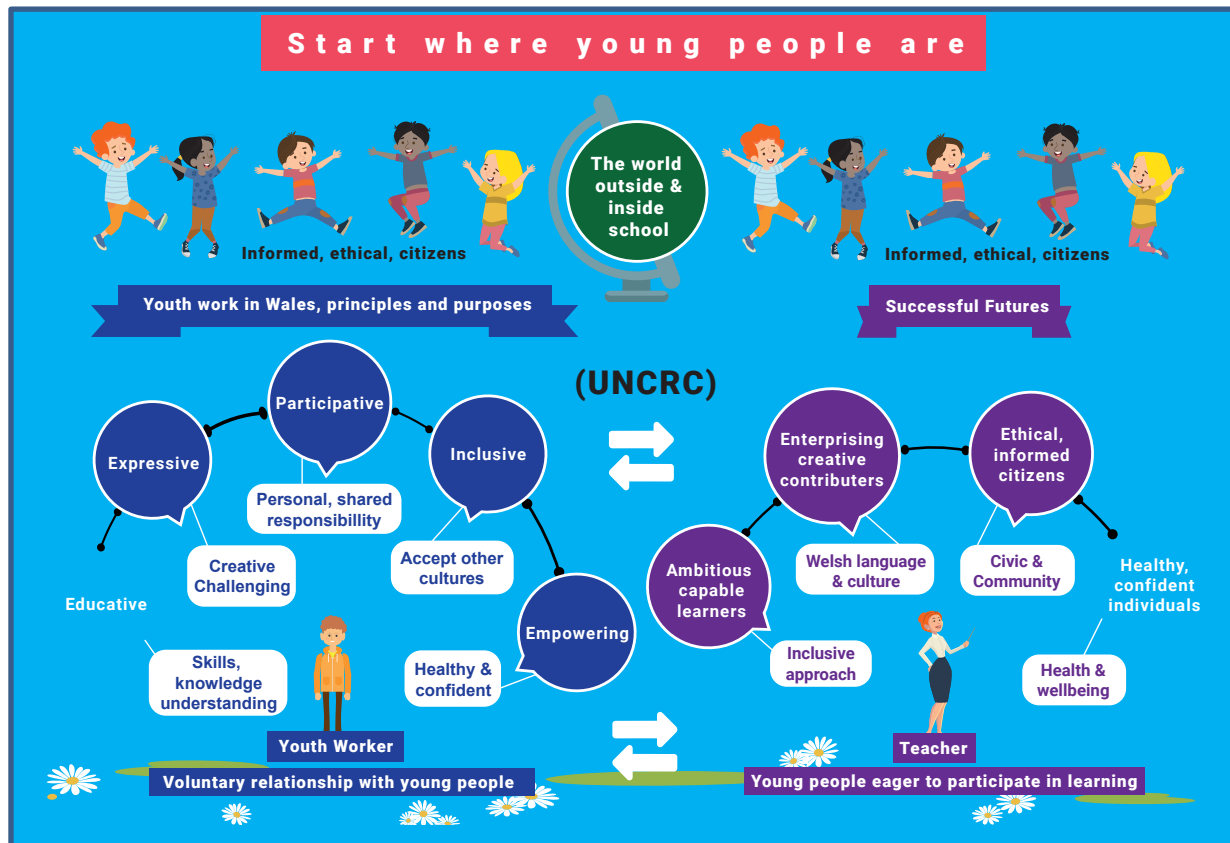 Start where young people are
The world
outside &
inside
school
Informed, ethical, citizens
Informed, ethical, citizens
Youth work in Wales, principles and purposes
Successful Futures
(UNCRC)
Expressive
Participative
Inclusive
Empowering
Educative
Creative
Challenging
Personal, shared
responsibillity
Accept other
cultures
Healthy &
confident
Skills,
knowledge
understanding
Youth Worker
Voluntary relationship with young people
Ambitious
capable
learners
Enterprising
creative
contributers
Ethical,
informed
citizens
Healthy,
confident
individuals
Inclusive
approach
Welsh language
& culture
Civic &
Community
Health &
wellbeing
Teacher
Young people eager to participate in learning